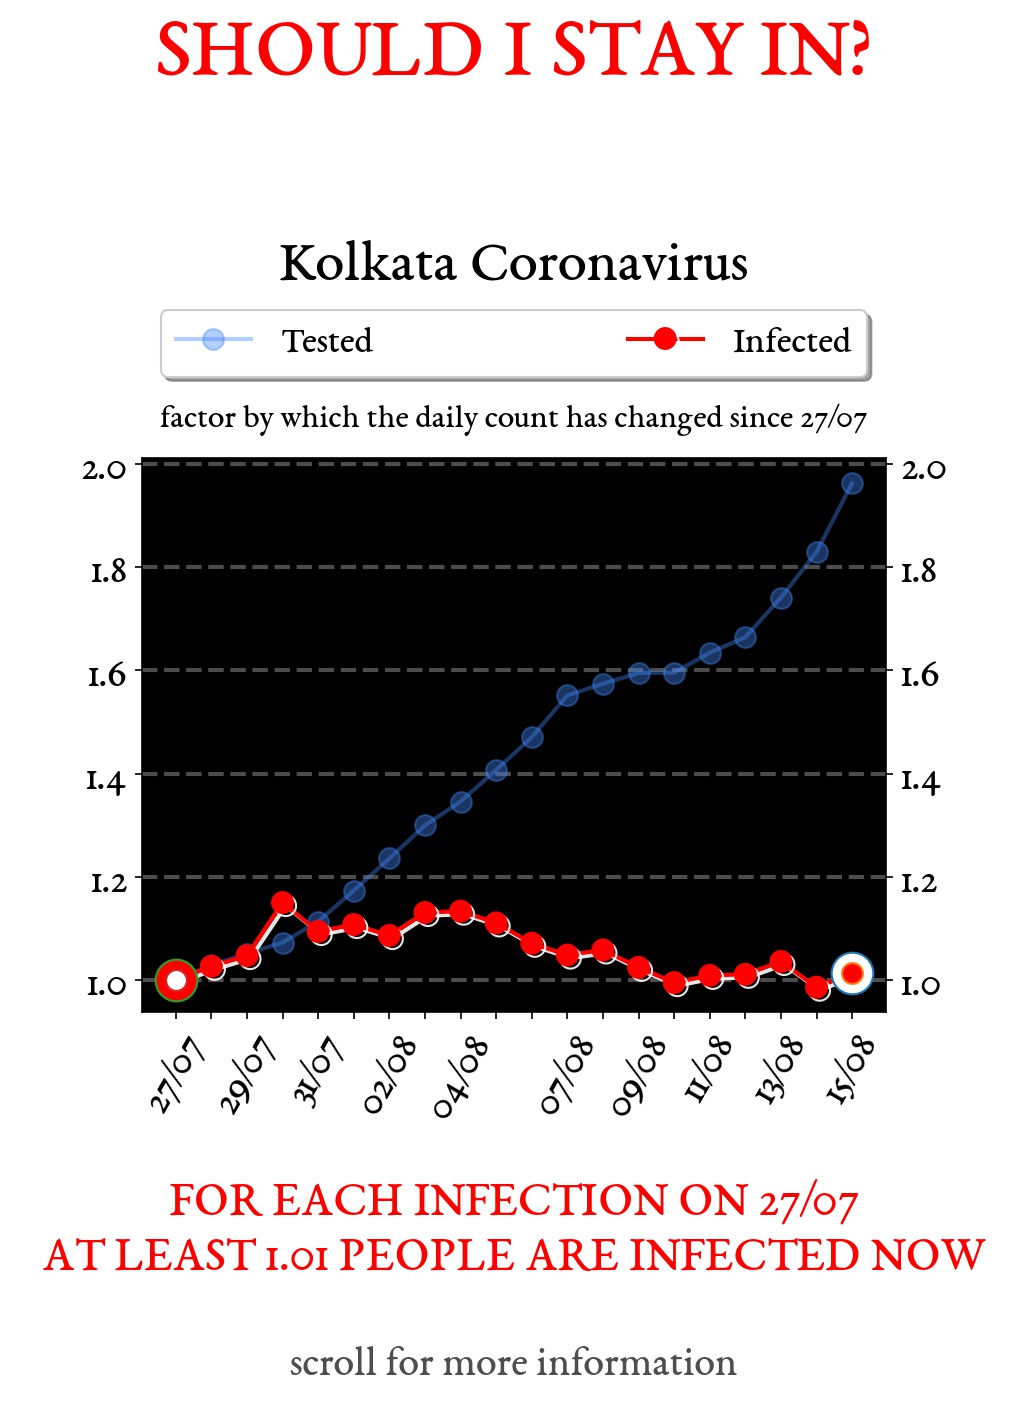 SHOULD I STAY IN?
Kolkata Coronavirus
Tested Infected
factor by which the daily count has changed since 27/07
2.0 2.0
1.8 1.8
1.6 1.6
1.4 1.4
1.2 1.2
1.0 1.0
27/07 29/07 31/07 02/08 04/08 07/08 09/08 11/08 13/08 15/08
FOR EACH INFECTION ON 27/07
AT LEAST 1.01 PEOPLE ARE INFECTED NOW
scroll for more information